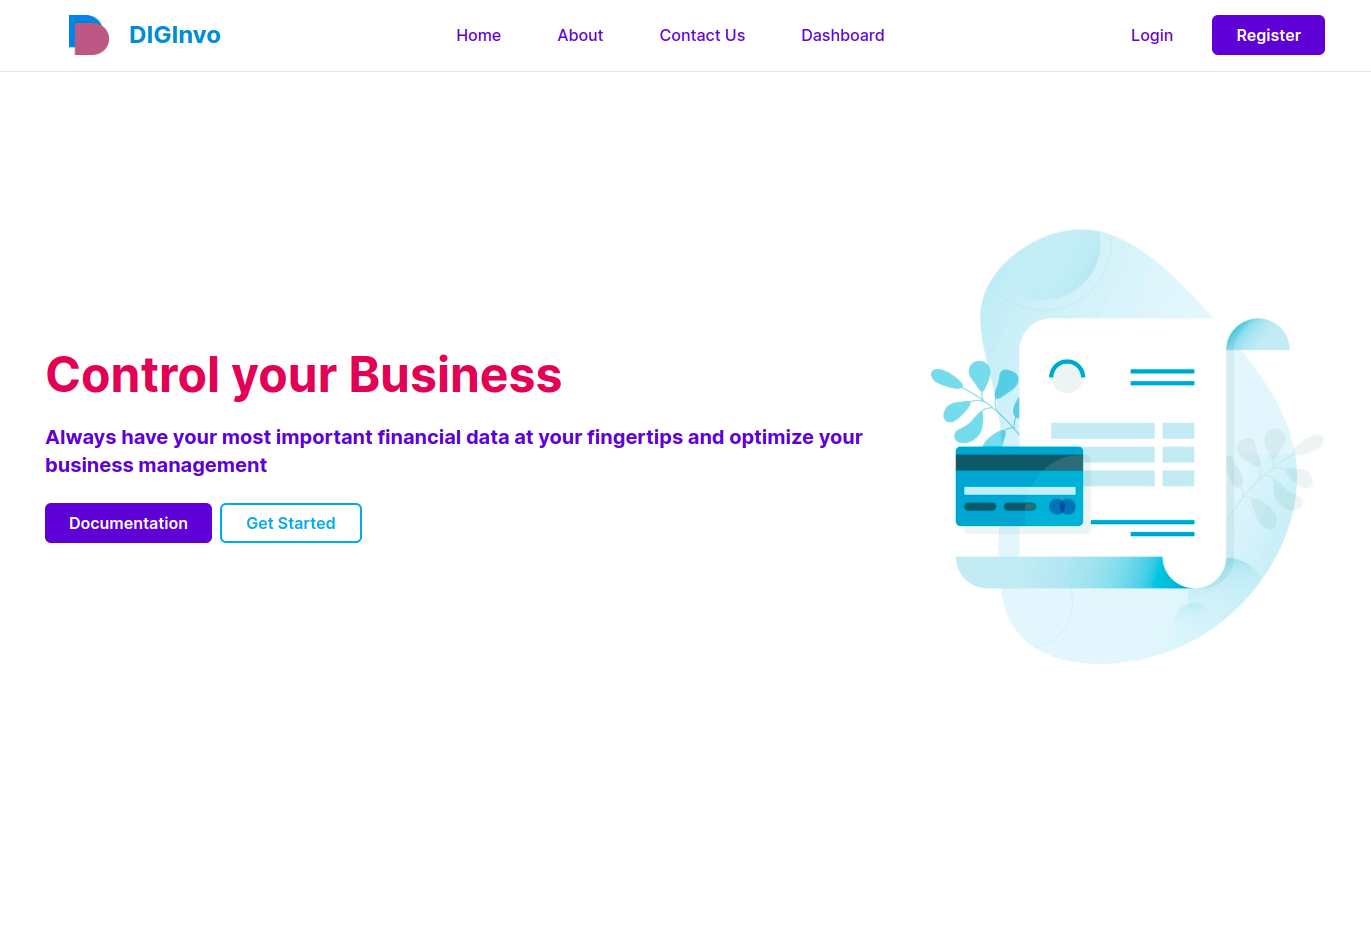 DIGInvo
Home
About
Contact Us
Dashboard
Login
Register
Control your Business
Always have your most important financial data at your fingertips and optimize your
business management
Documentation
Get Started